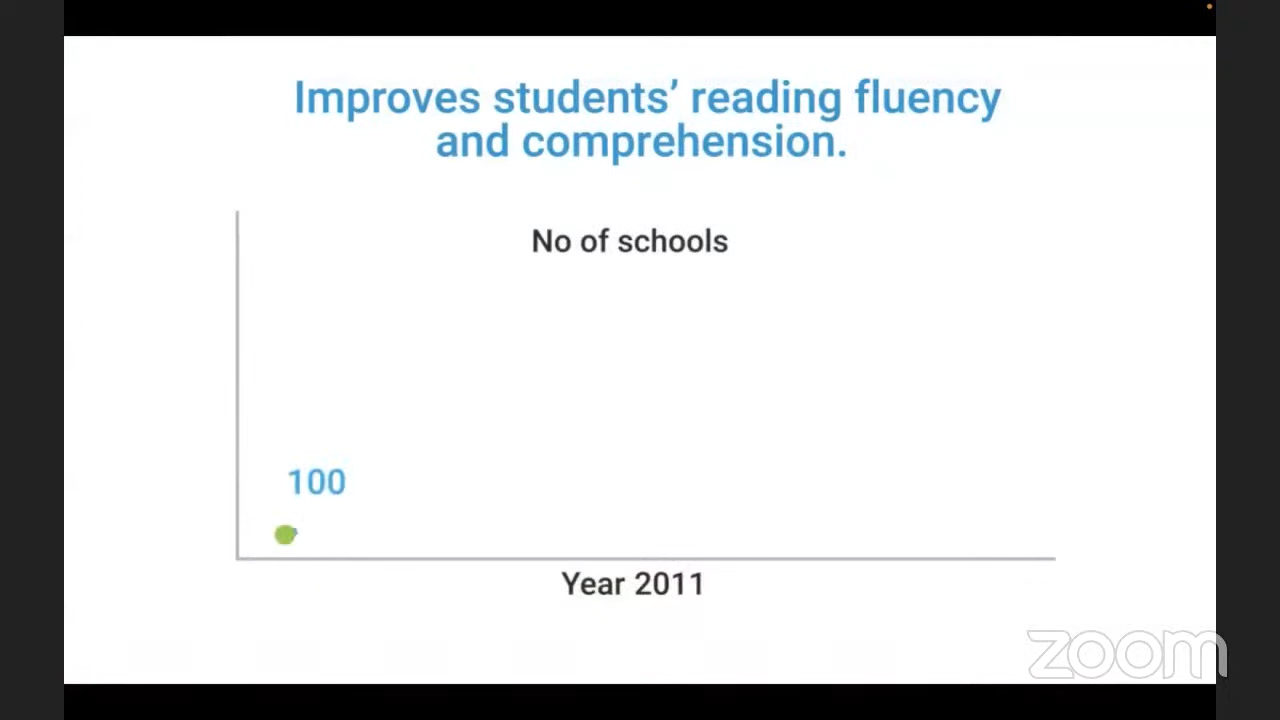 Improves students’ reading fluency
and comprehension.
No of schools
100
Year 2011
zoom